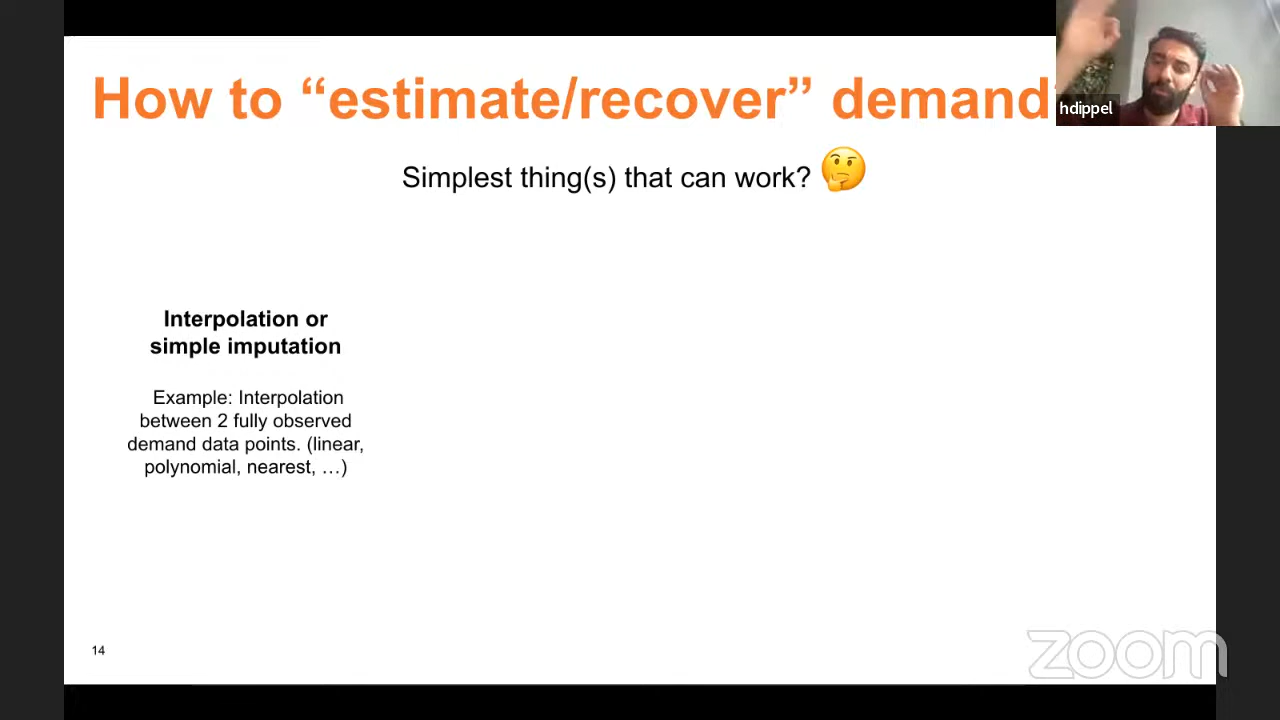 How to “estimate/recover” demand
hdippel
Simplest thing(s) that can work? 🤔
Interpolation or
simple imputation
Example: Interpolation
between 2 fully observed
demand data points. (linear,
polynomial, nearest, …)
14
zoom